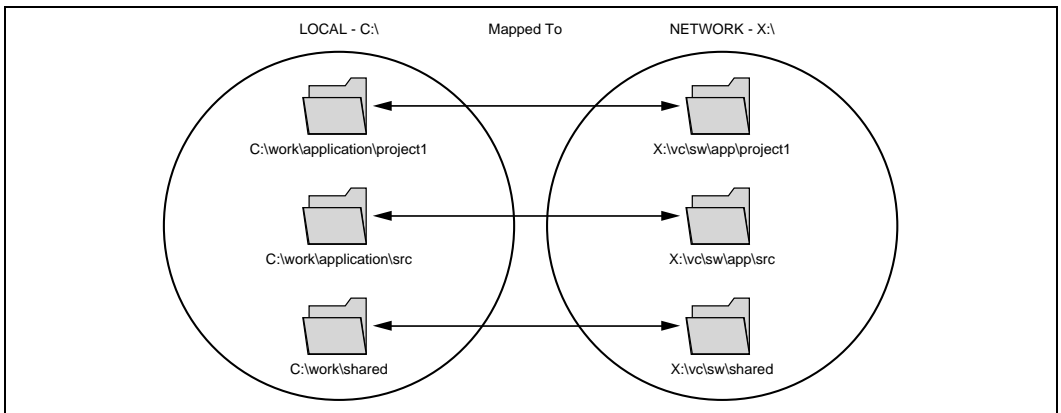 LOCAL - C:\ Mapped To NETWORK - X:\
C:\work\application\project1 X:\vc\sw\app\project1
C:\work\application\src X:\vc\sw\app\src
C:\work\shared X:\vc\sw\shared